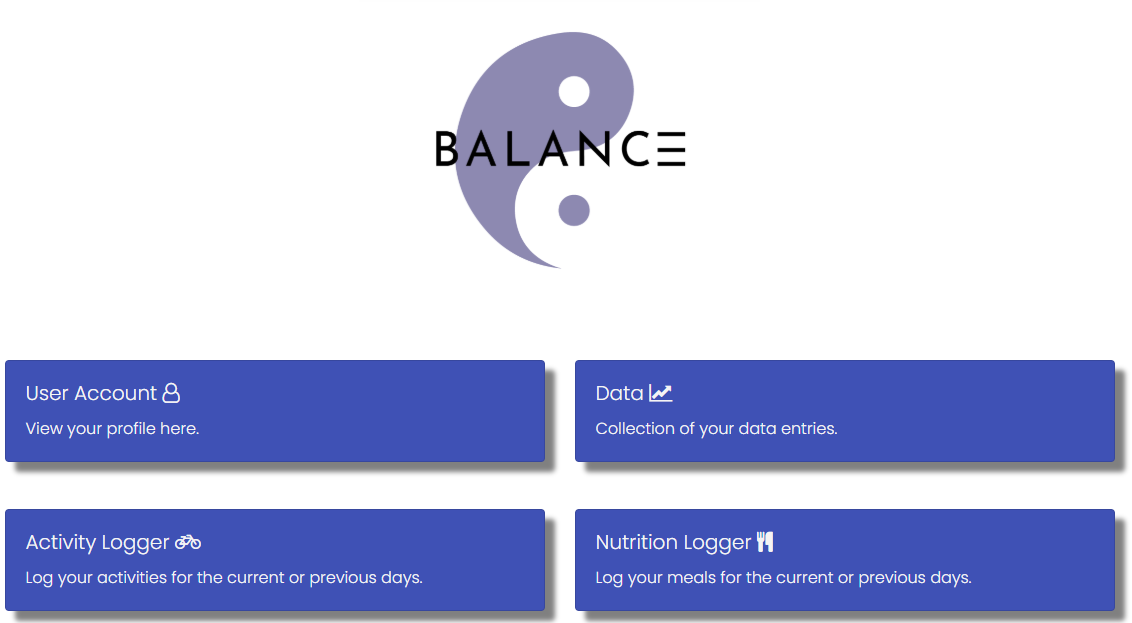 BALANCE
User Account
View your profile here.
Data
Collection of your data entries.
Activity Logger
Log your activities for the current or previous days.
Nutrition Logger
Log your meals for the current or previous days.